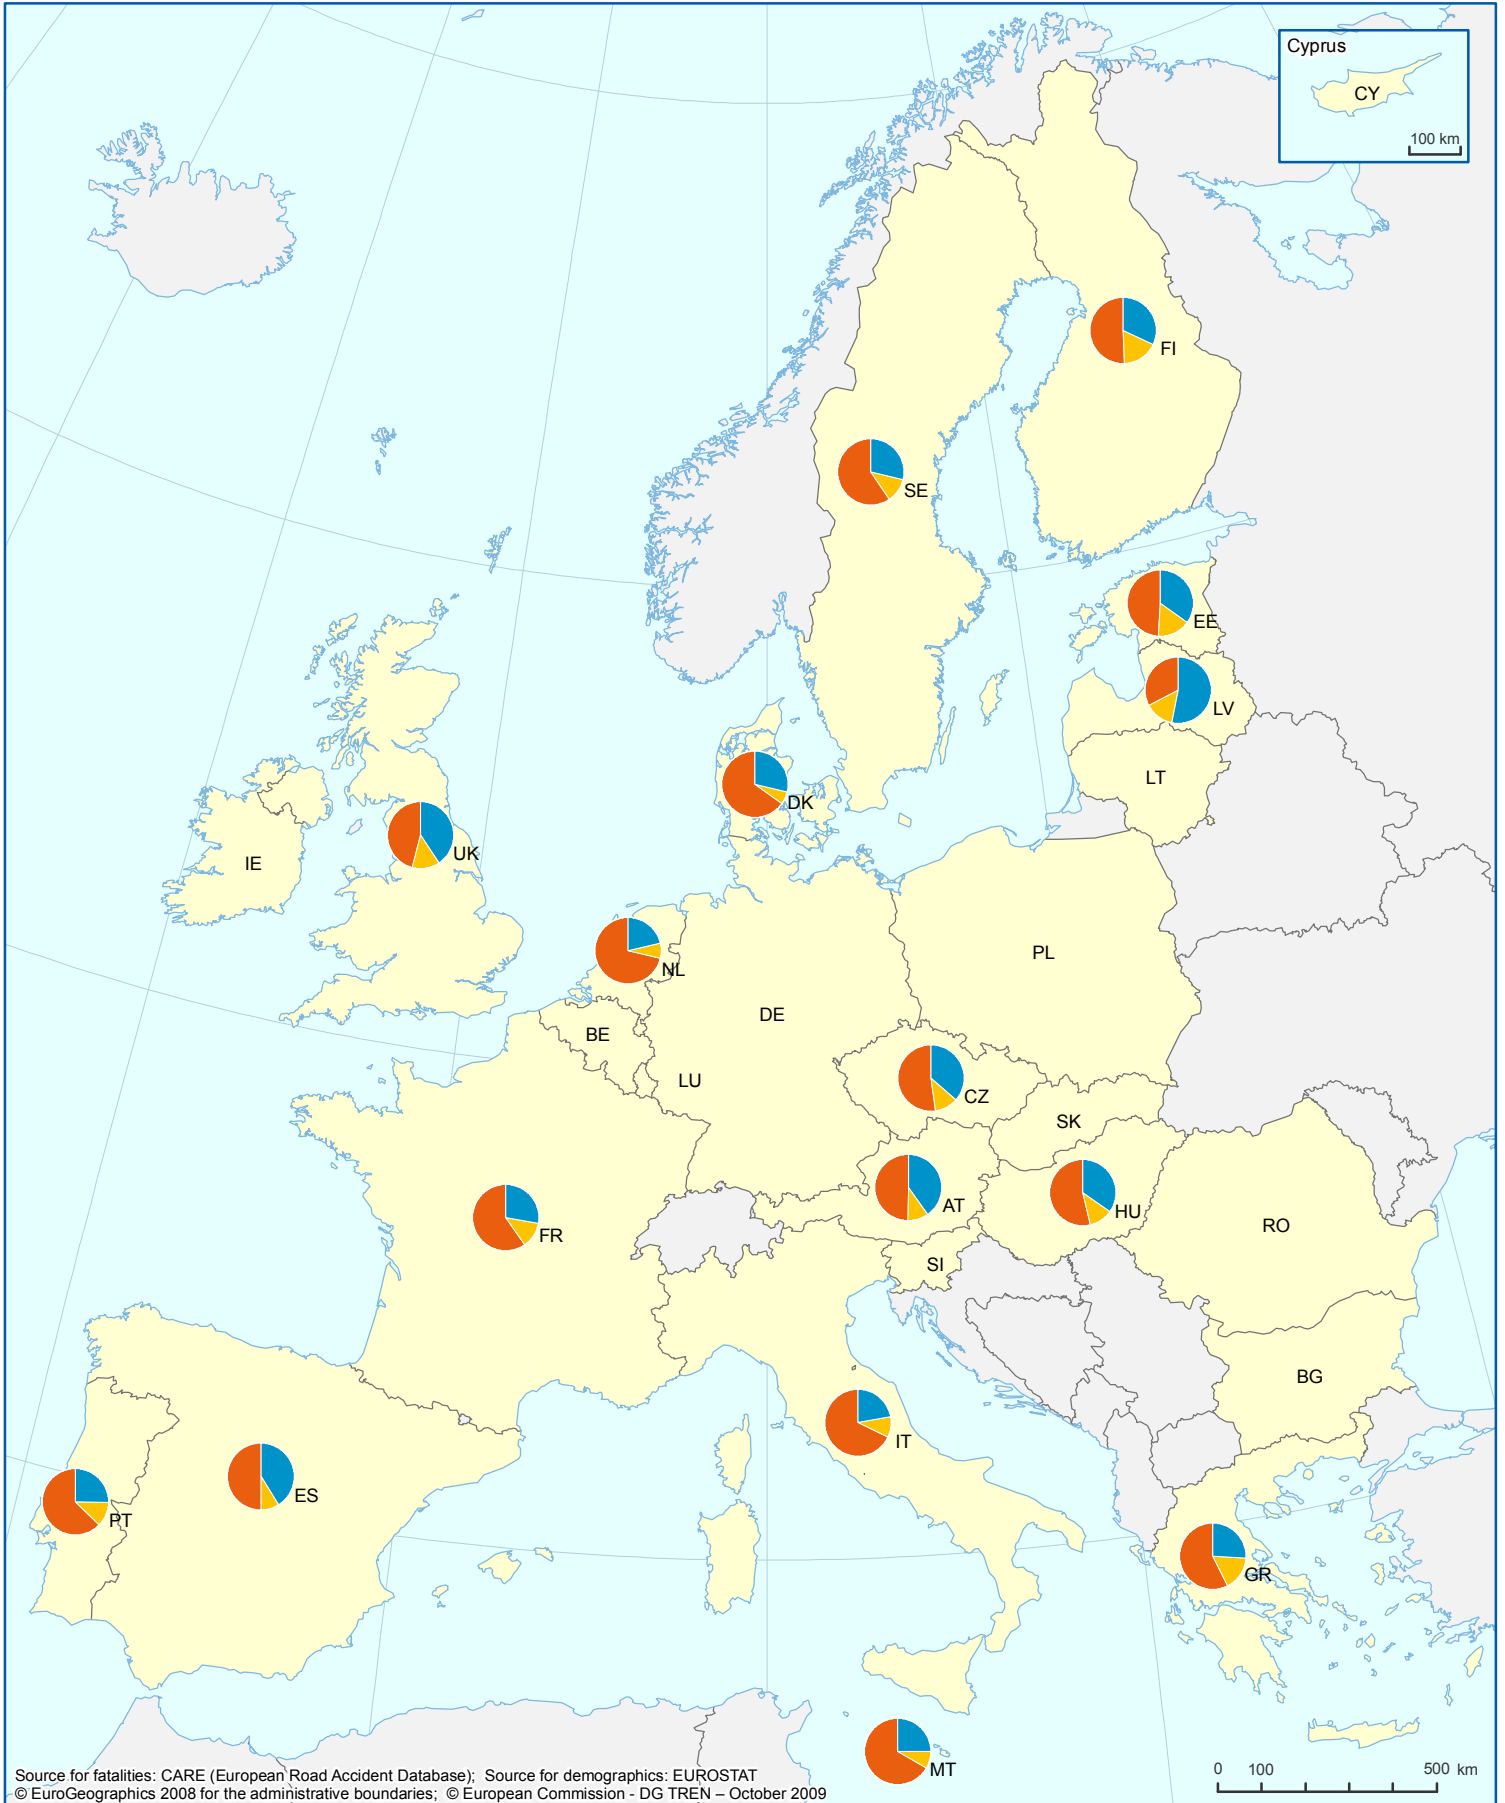 Cyprus
CY
100 km
FI
SE
EE
LV
LT
DK
UK
IE
NL
PL
DE
BE
LU
CZ
SK
AT
HU
FR
RO
SI
BG
IT
ES
PT
GR
MT
Source for fatalities: CARE (European Road Accident Database); Source for demographics: EUROSTAT
© EuroGeographics 2008 for the administrative boundaries; © European Commission - DG TREN – October 2009
0 100 500 km